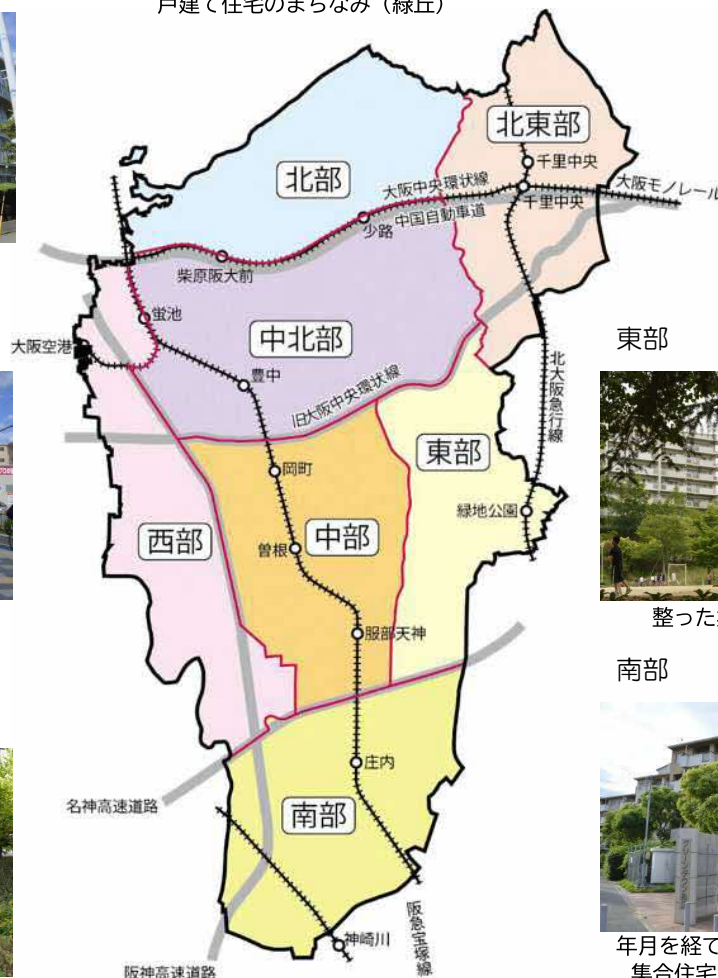 戸建て住宅のまちなみ（緑丘）
北東部
千里中央
北部
大阪中央環状線
千里中央
大阪モノレール
中国自動車道
少路
柴原阪大前
蛍池
大阪空港
中北部
豊中
旧大阪中央環状線
北大阪急行線
東部
東部
岡町
緑地公園
西部
曽根
中部
服部天神
整った
南部
庄内
名神高速道路
南部
神崎川
阪急宝塚線
阪神高速道路
年月を経て
集合住宅